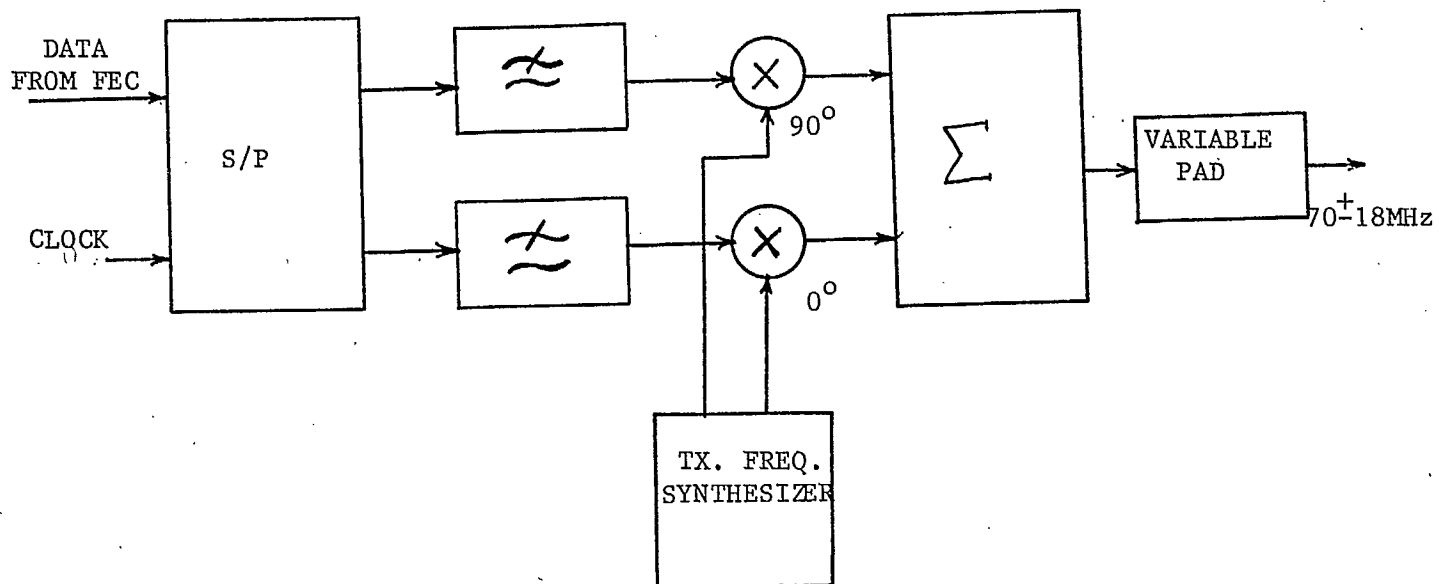 DATA
FROM FEC
CLOCK
S/P
90°
0°
Σ
VARIABLE
PAD
70±18MHz
TX. FREQ.
SYNTHESIZER